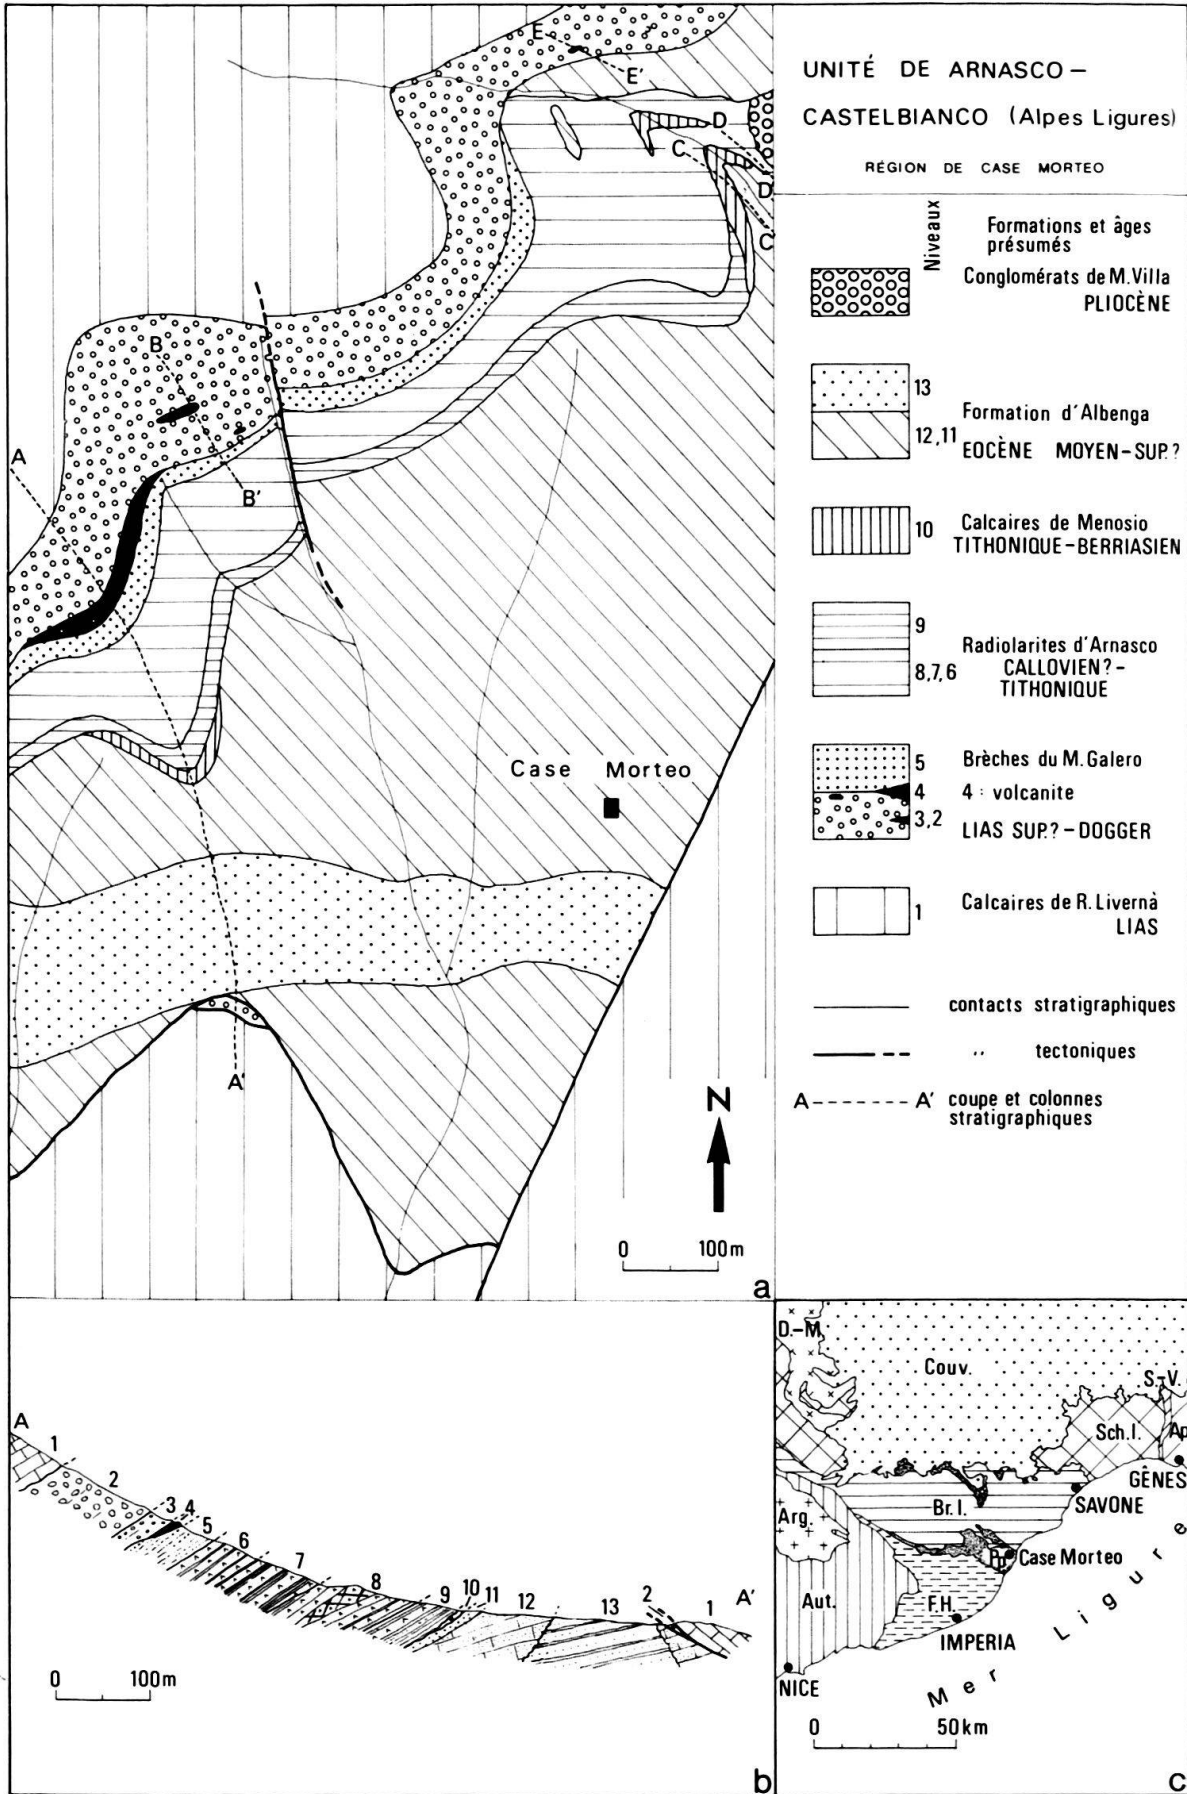 UNITÉ DE ARNASCO –
CASTELBIANCO (Alpes Ligures)
RÉGION DE CASE MORTEO
Niveaux
Formations et âges
présumés
Conglomérats de M. Villa
PLIOCÈNE
13
Formation d'Albenga
12,11
EOCÈNE MOYEN-SUP.?
10
Calcaires de Menosio
TITHONIQUE-BERRIASIEN
9
Radiolarites d'Arnasco
8,7,6
CALLOVIEN?-
TITHONIQUE
5
Brèches du M. Galero
4
4 : volcanite
3,2
LIAS SUP.?-DOGGER
1
Calcaires de R. Livernà
LIAS
contacts stratigraphiques
,, tectoniques
A A' coupe et colonnes
stratigraphiques
E
E'
D
C
D
C
B
A
B'
Case Morteo
A'
N
0 100m
a
A
1
2
3 4
5
6
7
8
9
10
11
12
13
2
1
A'
0 100m
b
D.-M.
Couv.
S.-V.
Sch.l.
Ap
GÊNES
Br.l.
SAVONE
Arg.
Pp
Case Morteo
Aut.
F.H.
IMPERIA
NICE
Mer Ligure
0 50km
c